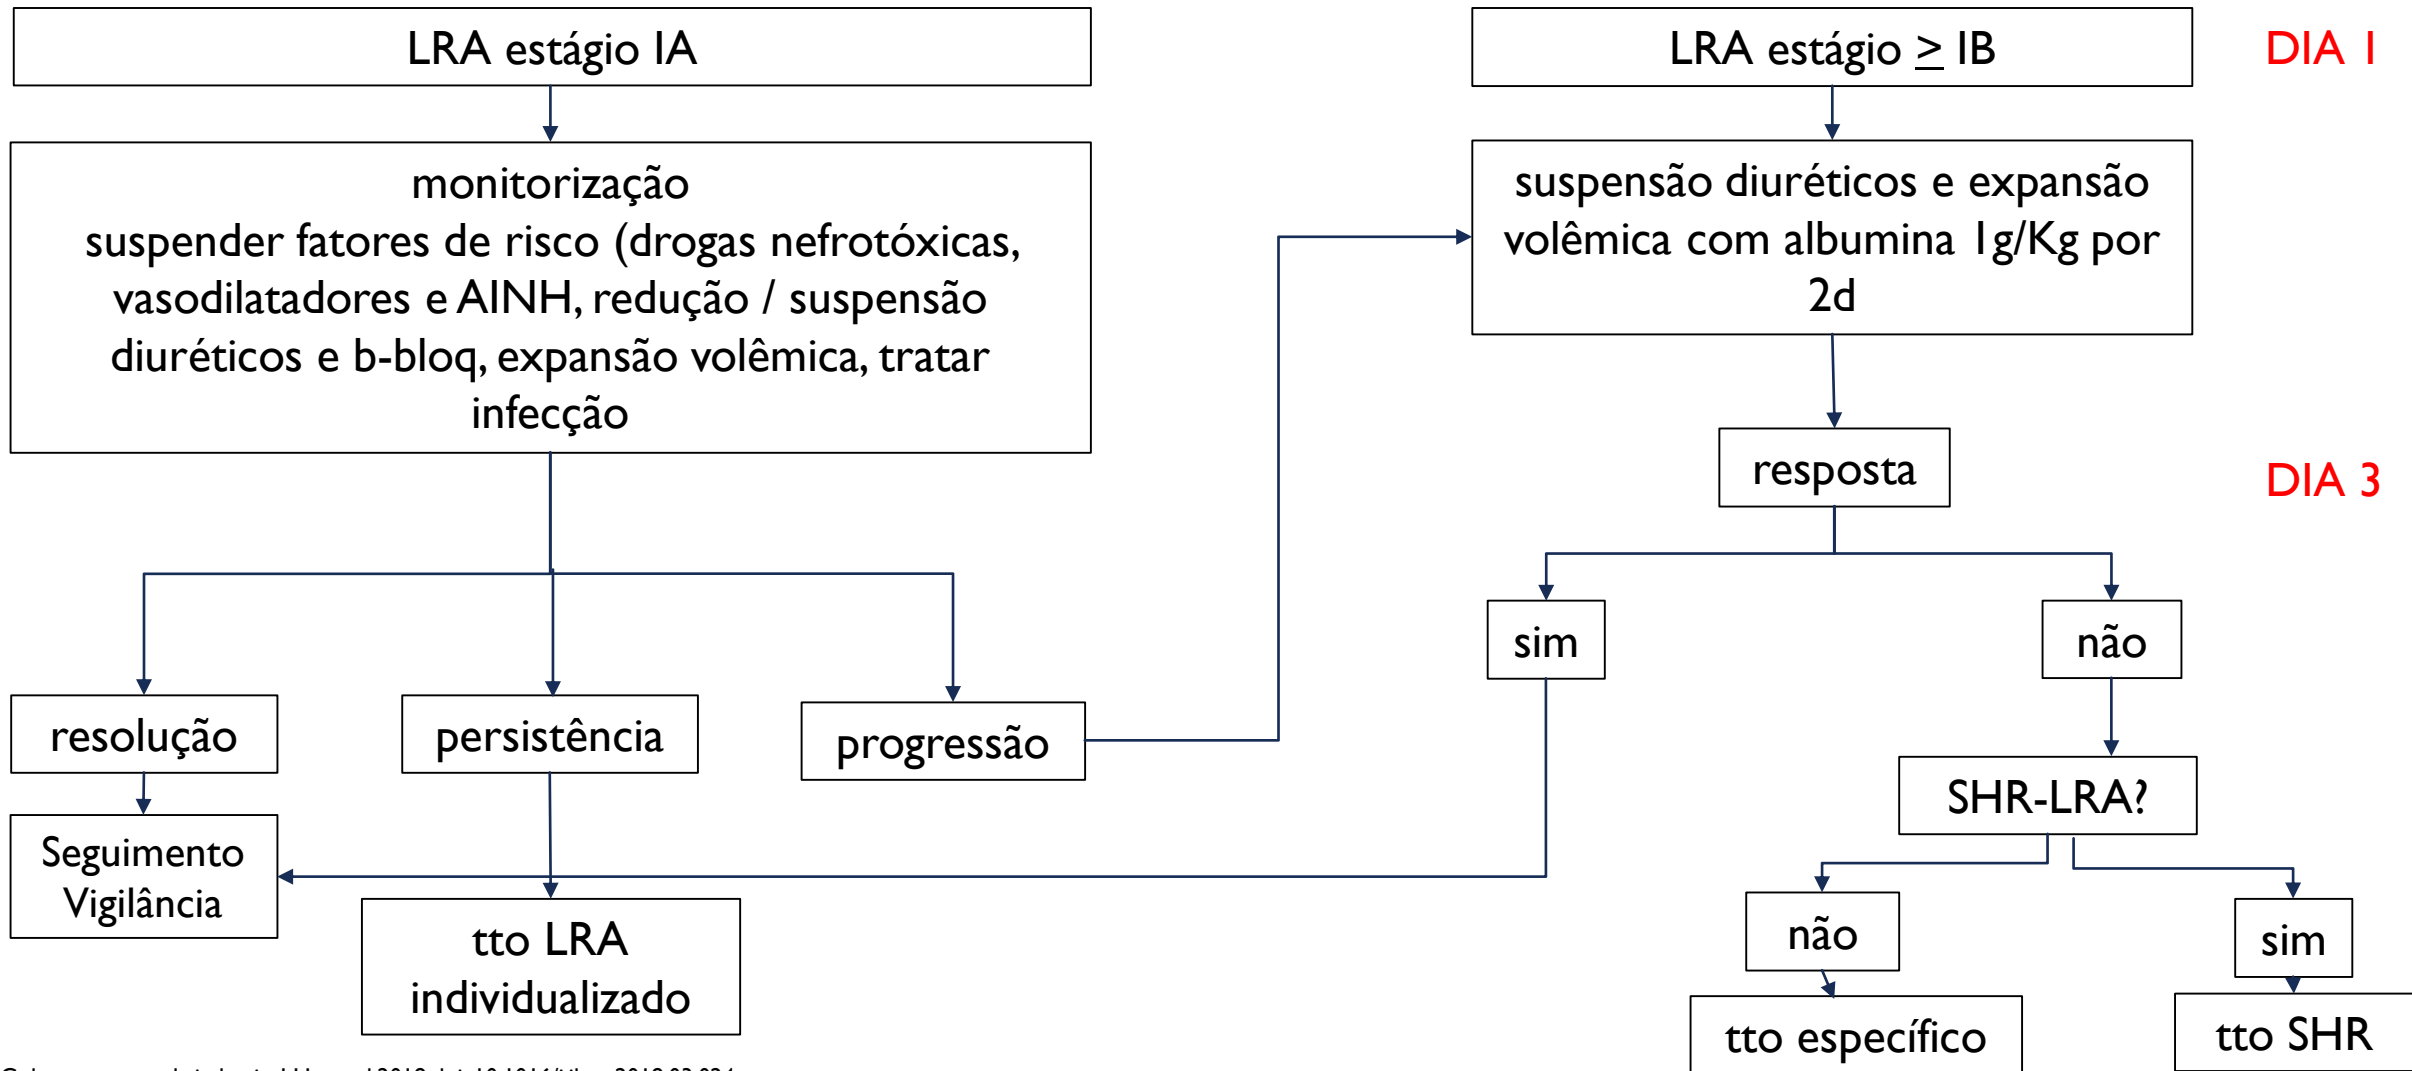 LRA estágio IA
LRA estágio ≥ IB
DIA 1
monitorização
suspender fatores de risco (drogas nefrotóxicas,
vasodilatadores e AINH, redução / suspensão
diuréticos e b-bloq, expansão volêmica, tratar
infecção
suspensão diuréticos e expansão
volêmica com albumina 1g/Kg por
2d
resposta
DIA 3
sim
não
resolução
persistência
progressão
SHR-LRA?
Seguimento
Vigilância
tto LRA
individualizado
não
sim
tto específico
tto SHR